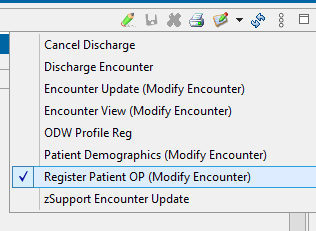 Cancel Discharge
Discharge Encounter
Encounter Update (Modify Encounter)
Encounter View (Modify Encounter)
ODW Profile Reg
Patient Demographics (Modify Encounter)
Register Patient OP (Modify Encounter)
zSupport Encounter Update